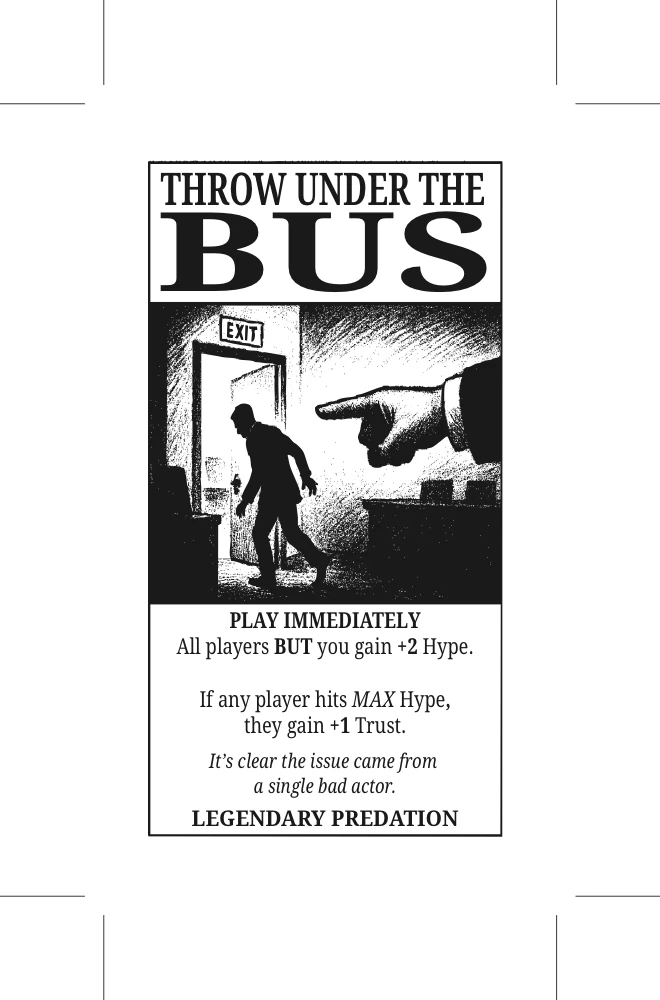 THROW UNDER THE
BUS
EXIT
PLAY IMMEDIATELY
All players BUT you gain +2 Hype.
If any player hits MAX Hype,
they gain +1 Trust.
It’s clear the issue came from
a single bad actor.
LEGENDARY PREDATION